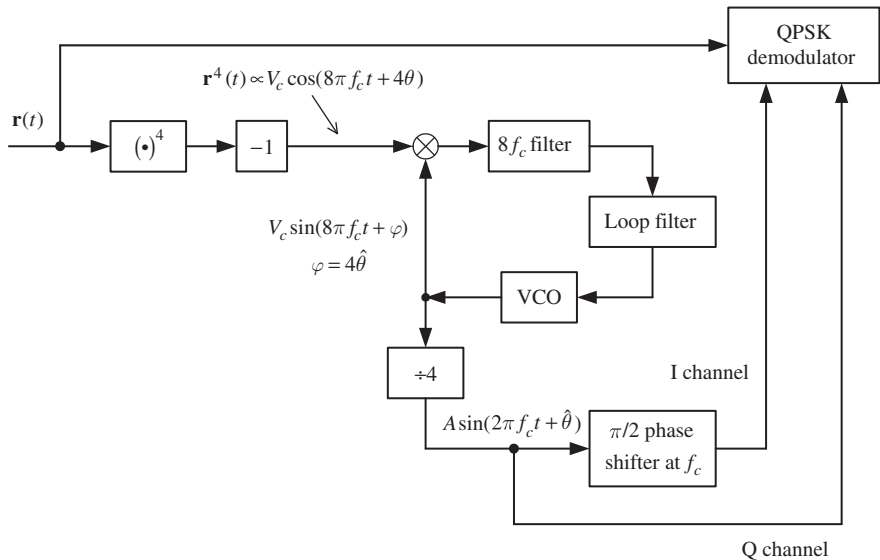 QPSK
demodulator
𝐫⁴(t) ∝ V_c cos(8πf_c t + 4θ)
𝐫(t)
(•)⁴
−1
8f_c filter
Loop filter
V_c sin(8πf_c t + φ)
φ = 4θ̂
VCO
÷4
I channel
A sin(2πf_c t + θ̂)
π/2 phase
shifter at f_c
Q channel